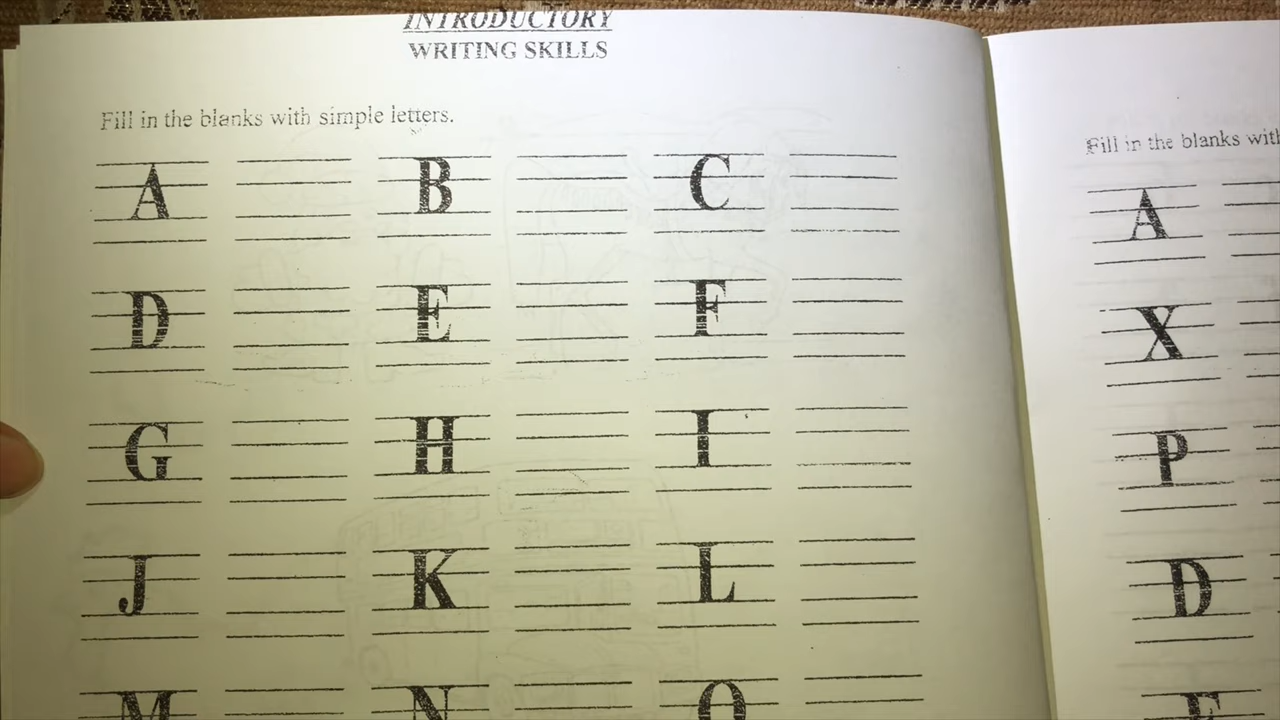 INTRODUCTORY
WRITING SKILLS
Fill in the blanks with simple letters.
A B C
D E F
G H I
J K L
M N O
Fill in the blanks with
A
X
P
D